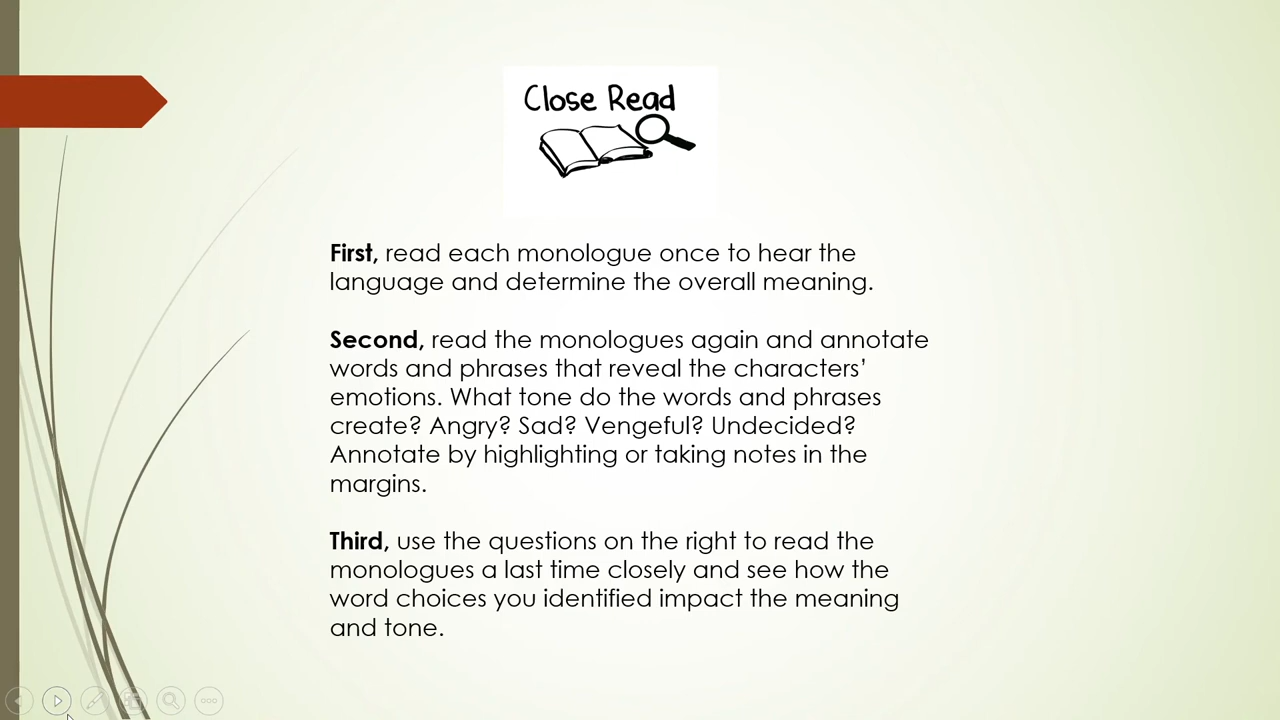 Close Read
First, read each monologue once to hear the
language and determine the overall meaning.
Second, read the monologues again and annotate
words and phrases that reveal the characters’
emotions. What tone do the words and phrases
create? Angry? Sad? Vengeful? Undecided?
Annotate by highlighting or taking notes in the
margins.
Third, use the questions on the right to read the
monologues a last time closely and see how the
word choices you identified impact the meaning
and tone.